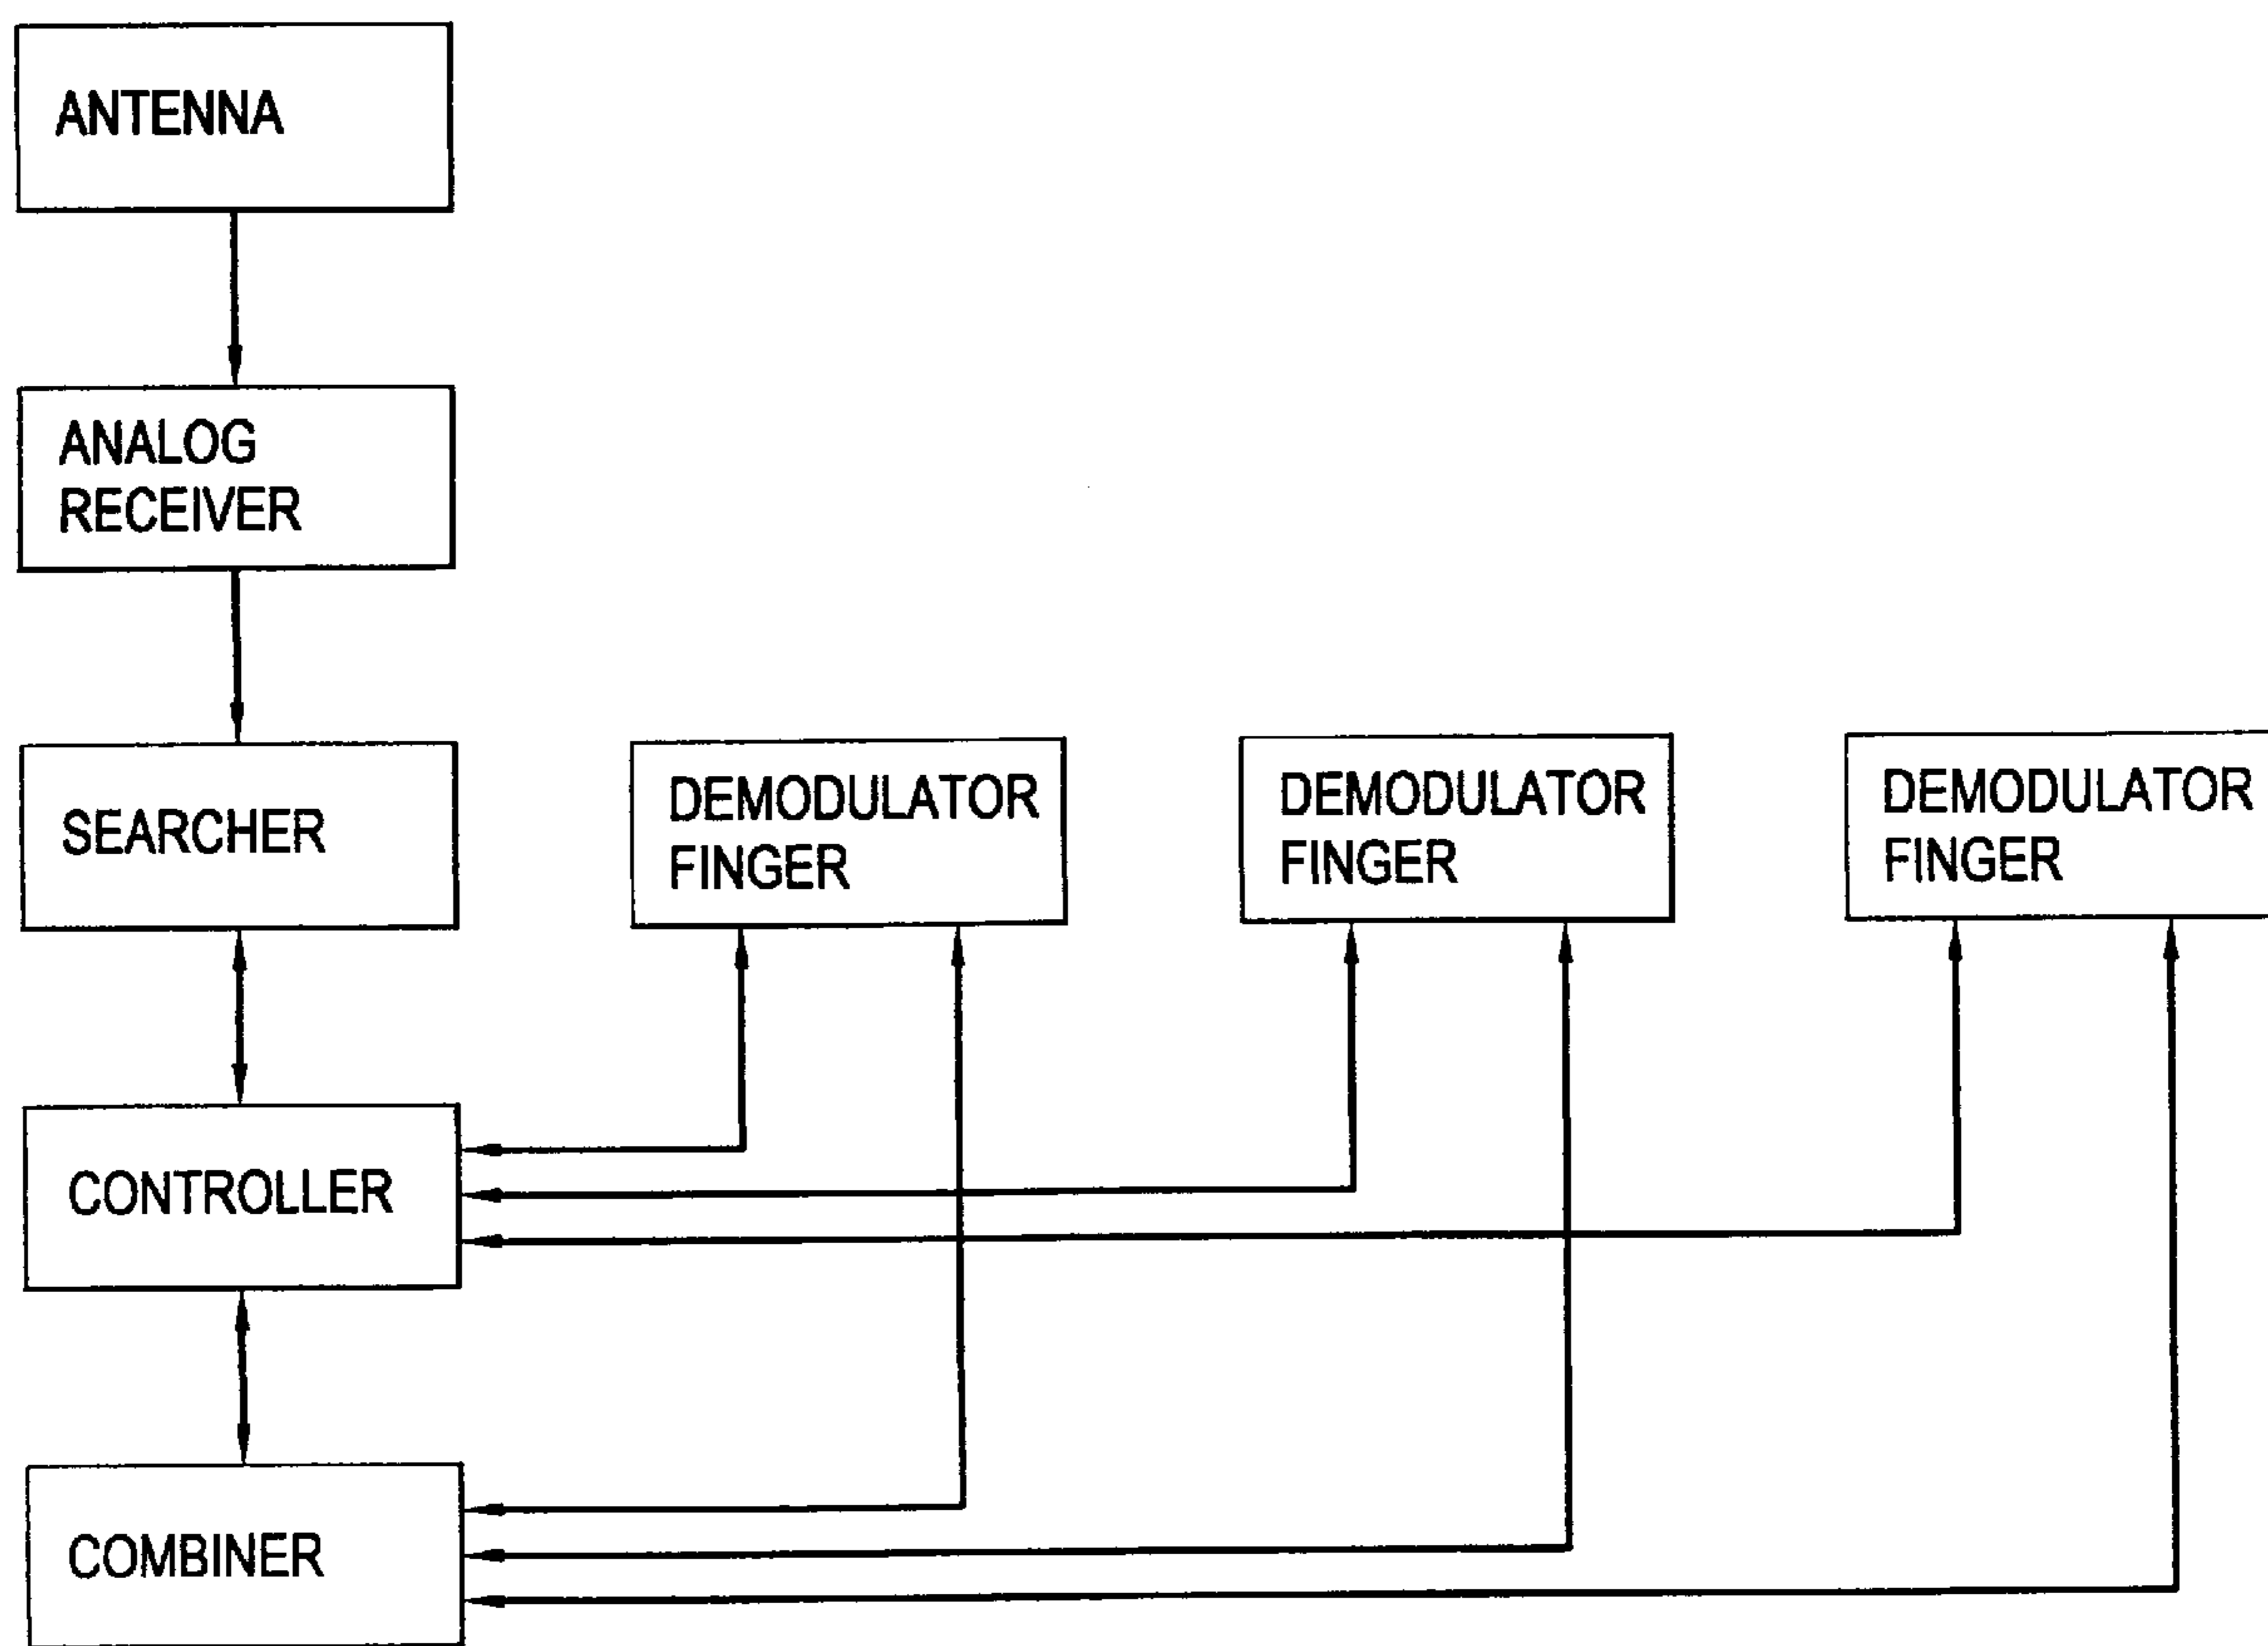 ANTENNA
ANALOG
RECEIVER
SEARCHER
DEMODULATOR
FINGER
DEMODULATOR
FINGER
DEMODULATOR
FINGER
CONTROLLER
COMBINER